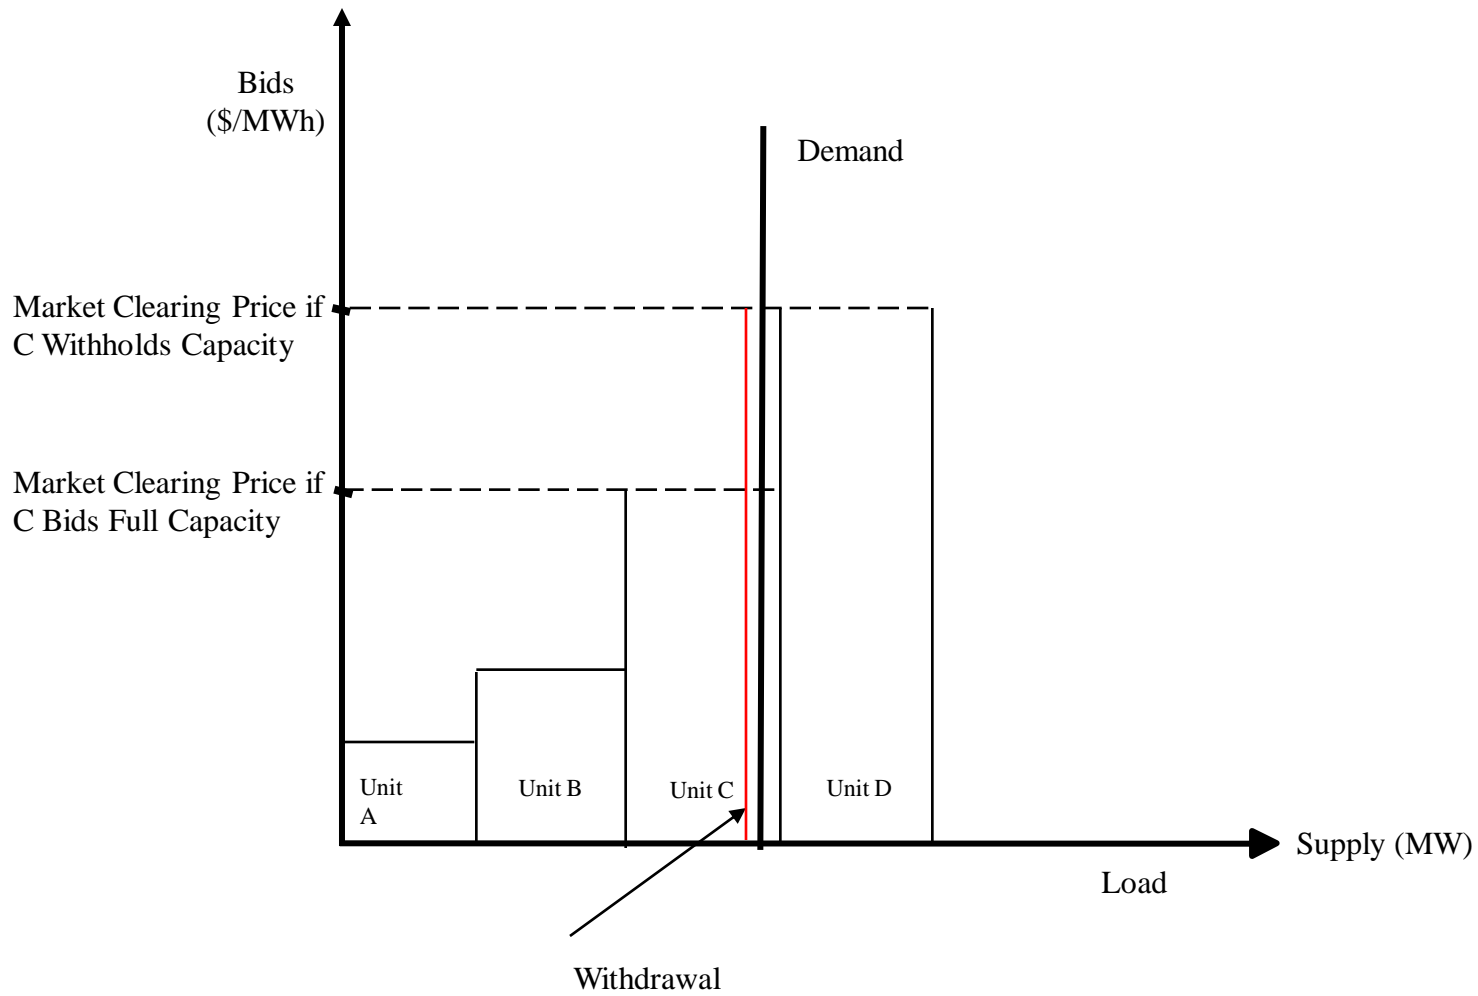 Bids
($/MWh)
Demand
Market Clearing Price if
C Withholds Capacity
Market Clearing Price if
C Bids Full Capacity
Unit
A
Unit B
Unit C
Unit D
Supply (MW)
Load
Withdrawal